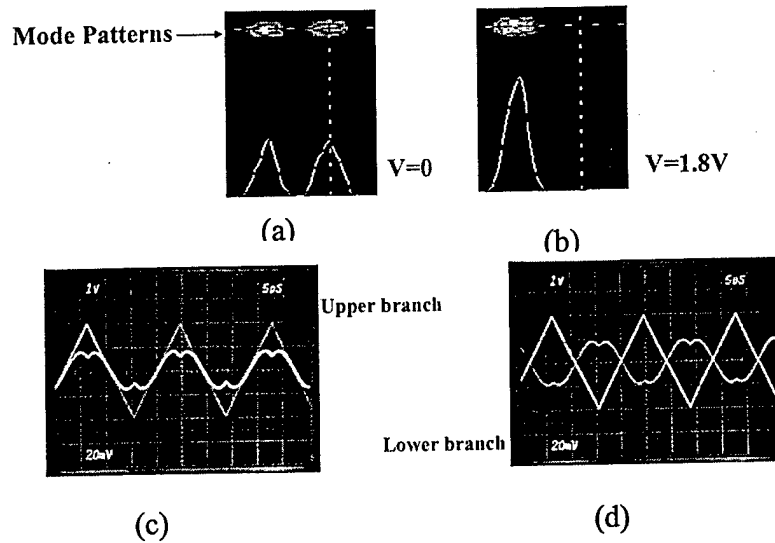 Mode Patterns
V=0
V=1.8V
(a)
(b)
1V 5pS
Upper branch
20mV
(c)
1V 5pS
Lower branch
20mV
(d)